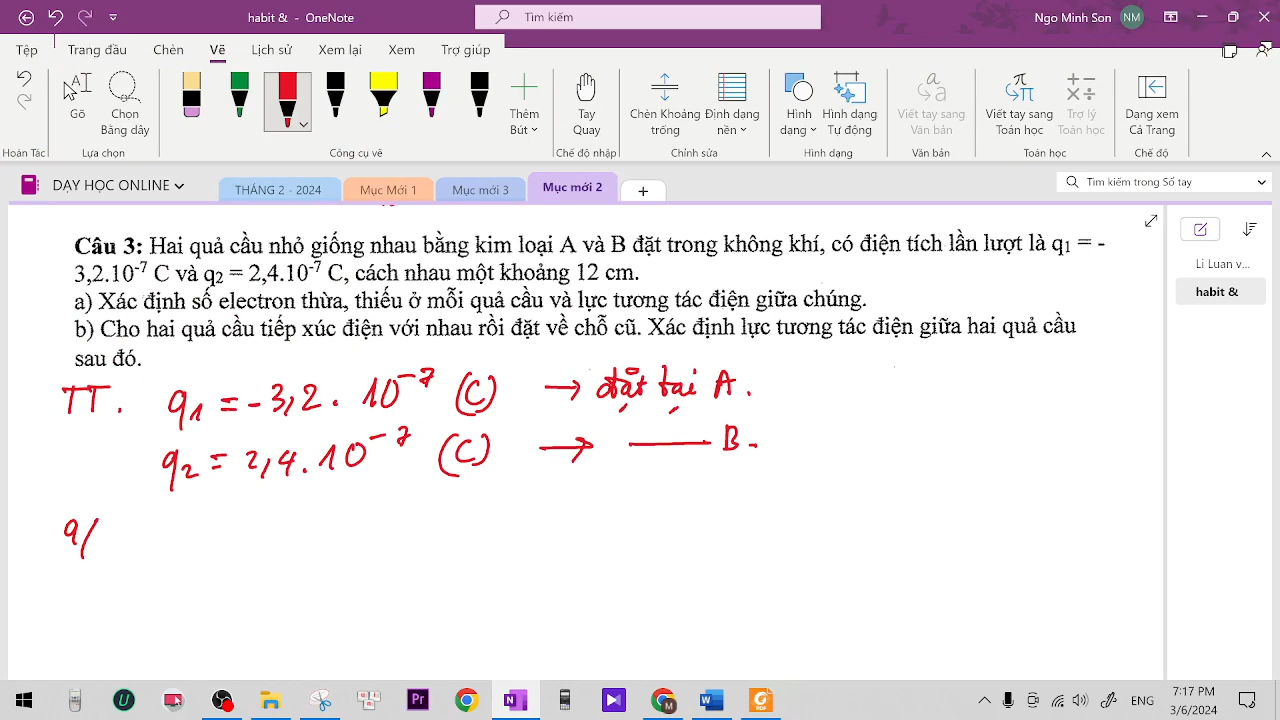 habit & - OneNote
Tìm kiếm
Ngo Minh Son
NM
Tệp
Trang đầu
Chèn
Vẽ
Lịch sử
Xem lại
Xem
Trợ giúp
Gõ
Chọn Bằng dây
Thêm Bút
Tay Quay
Chèn Khoảng trống
Định dạng nền
Hình dạng
Hình dạng Tự động
Viết tay sang Văn bản
Viết tay sang Toán học
Trợ lý Toán học
Dạng xem Cả Trang
Hoàn Tác
Lựa chọn
Công cụ vẽ
Chế độ nhập
Chỉnh sửa
Hình dạng
Văn bản
Toán học
Chế độ
DẠY HỌC ONLINE
THÁNG 2 - 2024
Mục Mới 1
Mục mới 3
Mục mới 2
+
Tìm kiếm trong Sổ tay
Li Luan v...
habit &
Câu 3: Hai quả cầu nhỏ giống nhau bằng kim loại A và B đặt trong không khí, có điện tích lần lượt là q₁ = -
3,2.10⁻⁷ C và q₂ = 2,4.10⁻⁷ C, cách nhau một khoảng 12 cm.
a) Xác định số electron thừa, thiếu ở mỗi quả cầu và lực tương tác điện giữa chúng.
b) Cho hai quả cầu tiếp xúc điện với nhau rồi đặt về chỗ cũ. Xác định lực tương tác điện giữa hai quả cầu
sau đó.
TT. q₁ = -3,2. 10⁻⁷ (C) → đặt tại A.
q₂ = 2,4.10⁻⁷ (C) → —— B.
a/
Pr
ENG
7:17 PM
3/6/2024